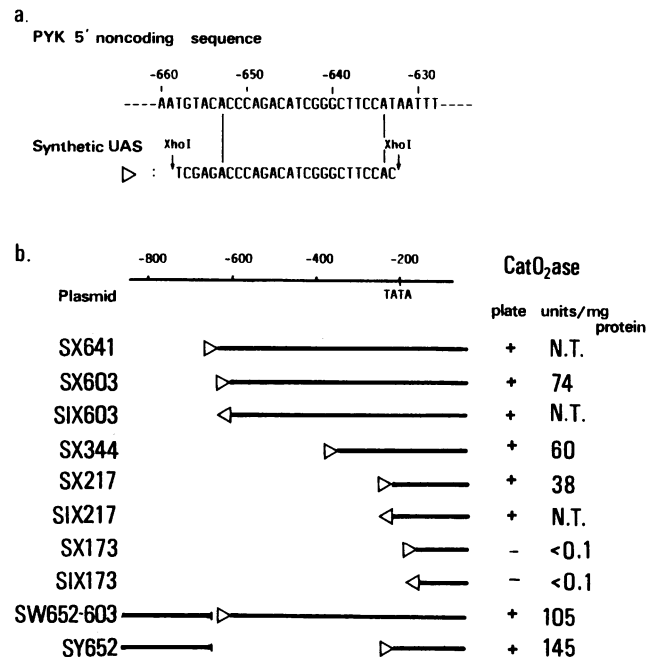 a.
PYK 5' noncoding sequence
-660 -650 -640 -630
----AATGTACACCCAGACATCGGGCTTCCATAATTT----
Synthetic UAS XhoI XhoI
: TCGAGACCCAGACATCGGGCTTCCAC
b.
-800 -600 -400 -200
CatO₂ase
Plasmid TATA plate units/mg protein
SX641 + N.T.
SX603 + 74
SIX603 + N.T.
SX344 + 60
SX217 + 38
SIX217 + N.T.
SX173 - <0.1
SIX173 - <0.1
SW652-603 + 105
SY652 + 145